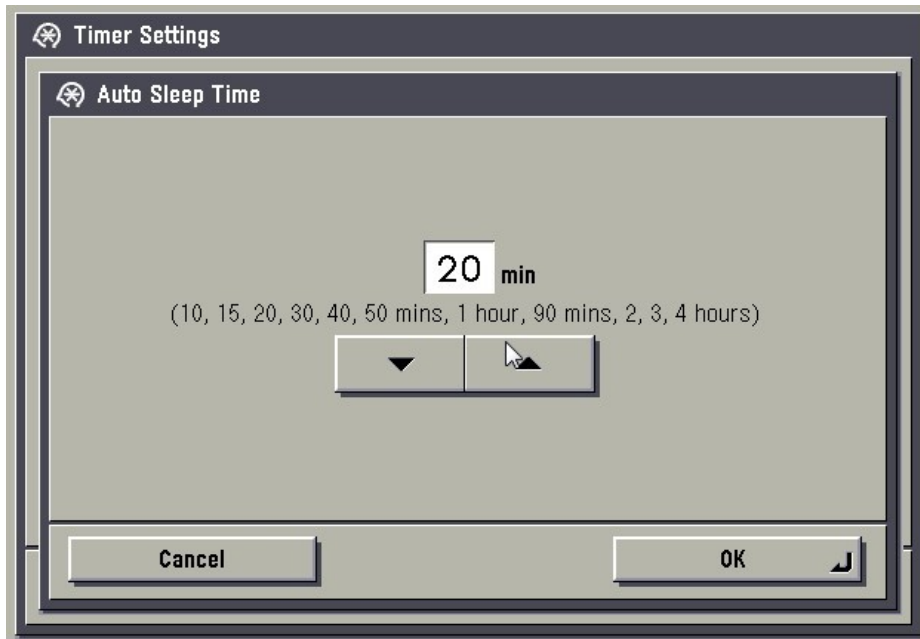 Timer Settings
Auto Sleep Time
20 min
(10, 15, 20, 30, 40, 50 mins, 1 hour, 90 mins, 2, 3, 4 hours)
Cancel
OK